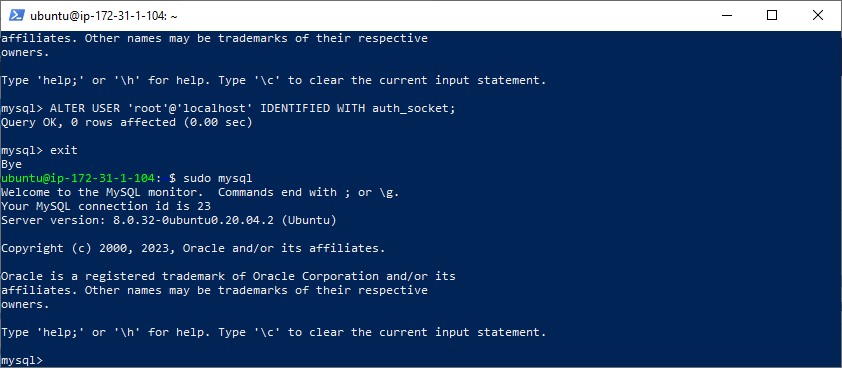 ubuntu@ip-172-31-1-104: ~
affiliates. Other names may be trademarks of their respective
owners.
Type 'help;' or '\h' for help. Type '\c' to clear the current input statement.
mysql> ALTER USER 'root'@'localhost' IDENTIFIED WITH auth_socket;
Query OK, 0 rows affected (0.00 sec)
mysql> exit
Bye
ubuntu@ip-172-31-1-104: $ sudo mysql
Welcome to the MySQL monitor.  Commands end with ; or \g.
Your MySQL connection id is 23
Server version: 8.0.32-0ubuntu0.20.04.2 (Ubuntu)
Copyright (c) 2000, 2023, Oracle and/or its affiliates.
Oracle is a registered trademark of Oracle Corporation and/or its
affiliates. Other names may be trademarks of their respective
owners.
Type 'help;' or '\h' for help. Type '\c' to clear the current input statement.
mysql>